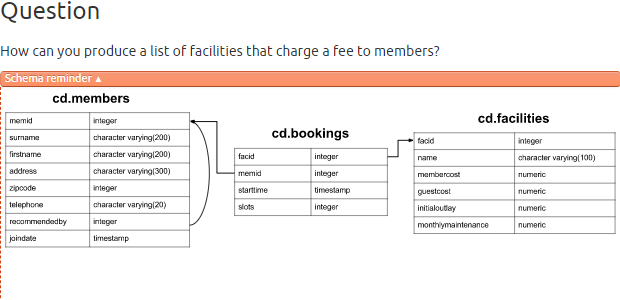 Question
How can you produce a list of facilities that charge a fee to members?
Schema reminder ▲
cd.members
memid integer
surname character varying(200)
firstname character varying(200)
address character varying(300)
zipcode integer
telephone character varying(20)
recommendedby integer
joindate timestamp
cd.bookings
facid integer
memid integer
starttime timestamp
slots integer
cd.facilities
facid integer
name character varying(100)
membercost numeric
guestcost numeric
initialoutlay numeric
monthlymaintenance numeric